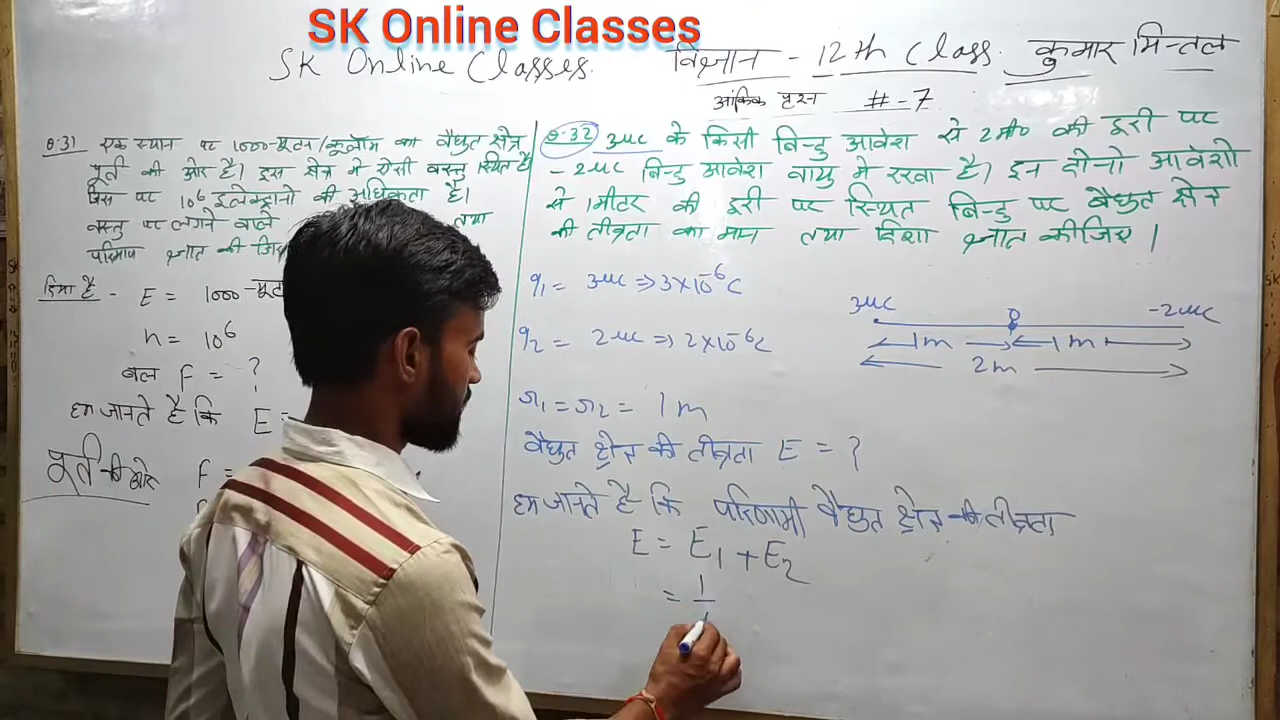 SK Online Classes
SK Online Classes. विज्ञान - 12th Class. कुमार मित्तल
आंकिक प्रश्न #-7
Q.31 एक स्थान पर 1000 न्यूटन/कूलॉम का वैद्युत क्षेत्र
पूर्व की ओर है। इस क्षेत्र में ऐसी वस्तु स्थित है
जिस पर 10⁶ इलेक्ट्रानो की अधिकता है।
वस्तु पर लगने वाले तथा
परिमाण ज्ञात की
दिया है - E = 1000
n = 10⁶
बल F = ?
हम जानते है कि E =
पूर्व की ओर F =
Q.32 3μC के किसी बिन्दु आवेश से 2मी० की दूरी पर
-2μC बिन्दु आवेश वायु मे रखा है। इन दोनो आवेशो
से 1मीटर की दूरी पर स्थित बिन्दु पर वैद्युत क्षेत्र
की तीव्रता का मान तथा दिशा ज्ञात कीजिए।
q₁ = 3μC ⇒ 3×10⁻⁶C
q₂ = 2μC ⇒ 2×10⁻⁶C
r₁ = r₂ = 1m
वैद्युत क्षेत्र की तीव्रता E = ?
हम जानते है कि परिणामी वैद्युत क्षेत्र की तीव्रता
E = E₁ + E₂
= 1
3μC P -2μC
1m 1m
2m